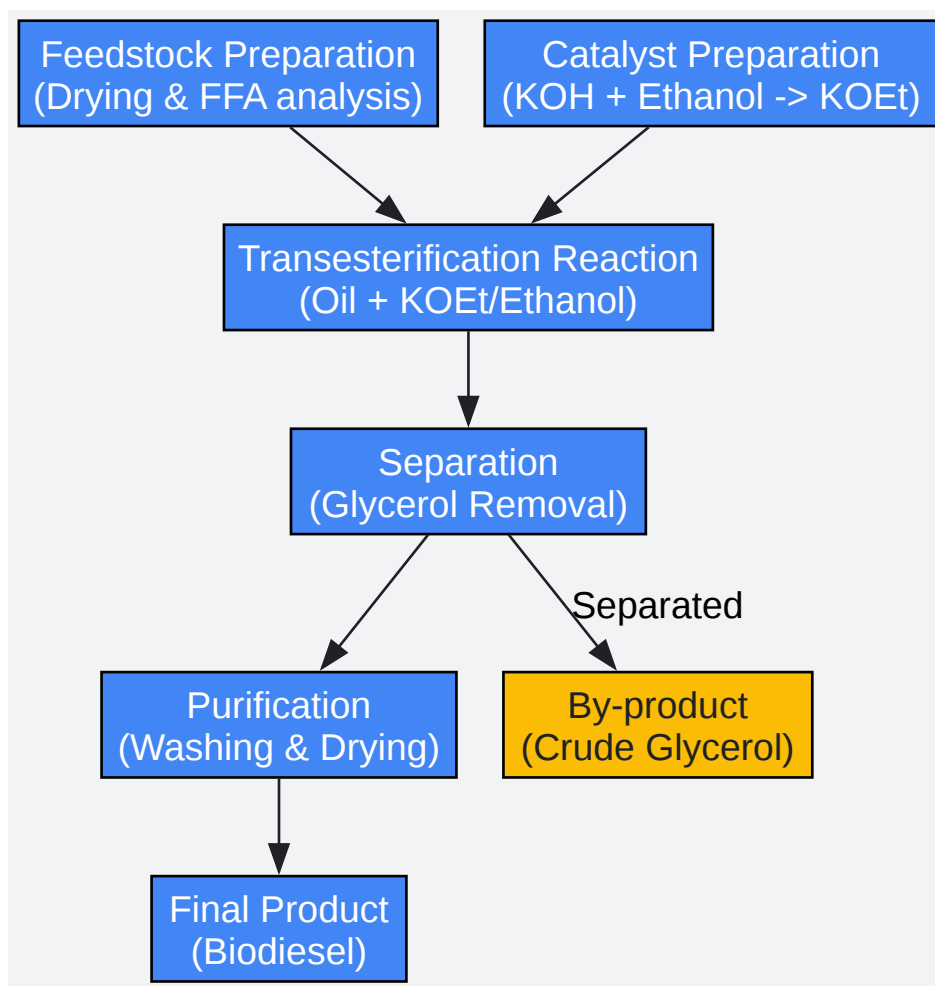 Feedstock Preparation
(Drying & FFA analysis)
Catalyst Preparation
(KOH + Ethanol -> KOEt)
Transesterification Reaction
(Oil + KOEt/Ethanol)
Separation
(Glycerol Removal)
Separated
Purification
(Washing & Drying)
By-product
(Crude Glycerol)
Final Product
(Biodiesel)